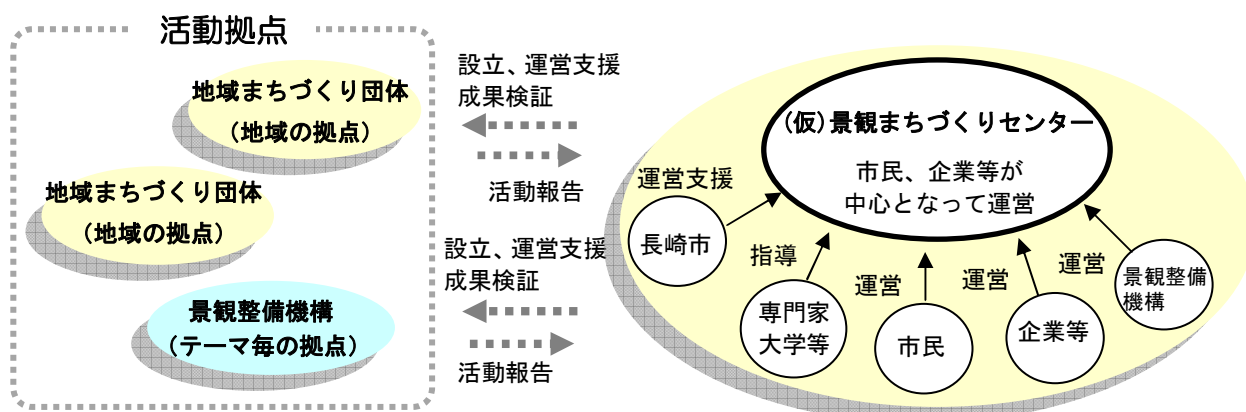 活動拠点
地域まちづくり団体
(地域の拠点)
地域まちづくり団体
(地域の拠点)
景観整備機構
(テーマ毎の拠点)
設立、運営支援
成果検証
活動報告
設立、運営支援
成果検証
活動報告
(仮)景観まちづくりセンター
市民、企業等が
中心となって運営
運営支援
長崎市
指導
専門家
大学等
運営
市民
運営
企業等
運営
景観整備
機構